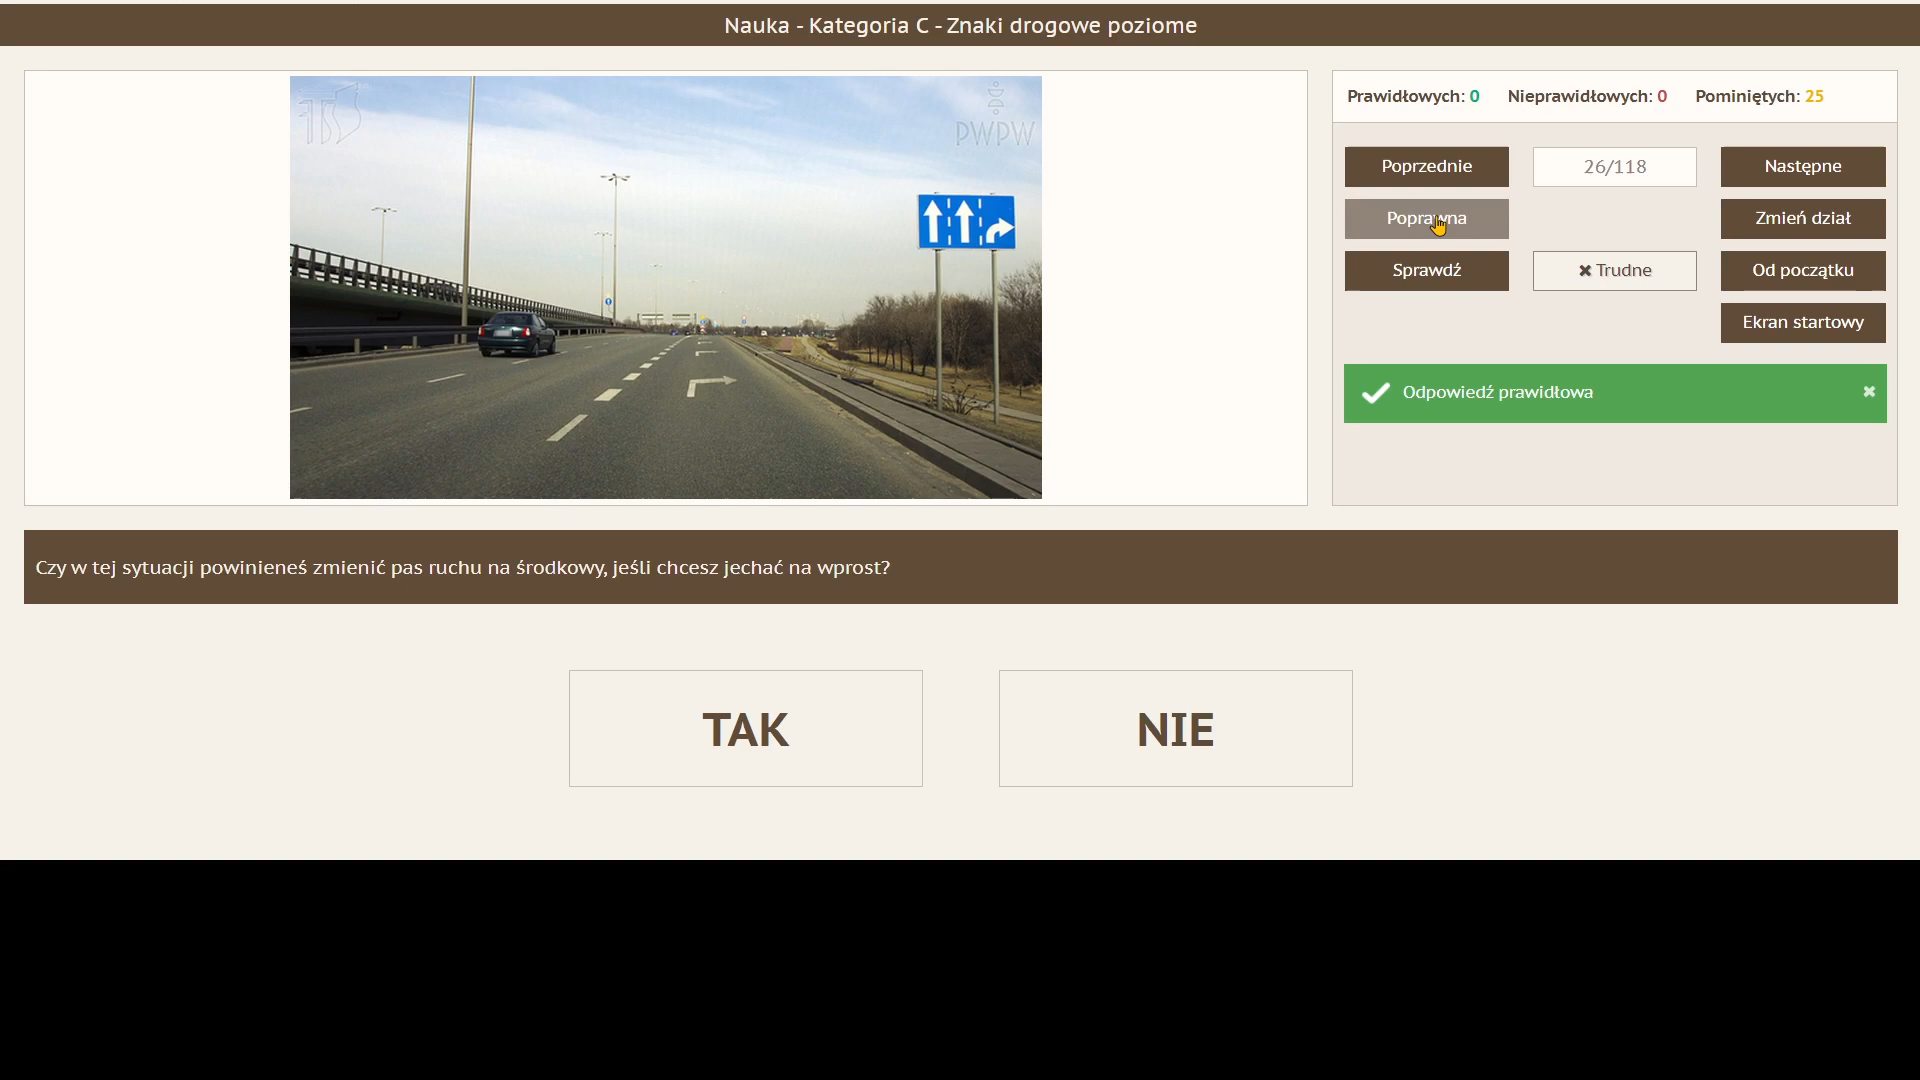 Nauka - Kategoria C - Znaki drogowe poziome
PWPW
Prawidłowych: 0 Nieprawidłowych: 0 Pominiętych: 25
Poprzednie 26/118 Następne
Poprawna Zmień dział
Sprawdź ✖ Trudne Od początku
Ekran startowy
Odpowiedź prawidłowa
Czy w tej sytuacji powinieneś zmienić pas ruchu na środkowy, jeśli chcesz jechać na wprost?
TAK NIE